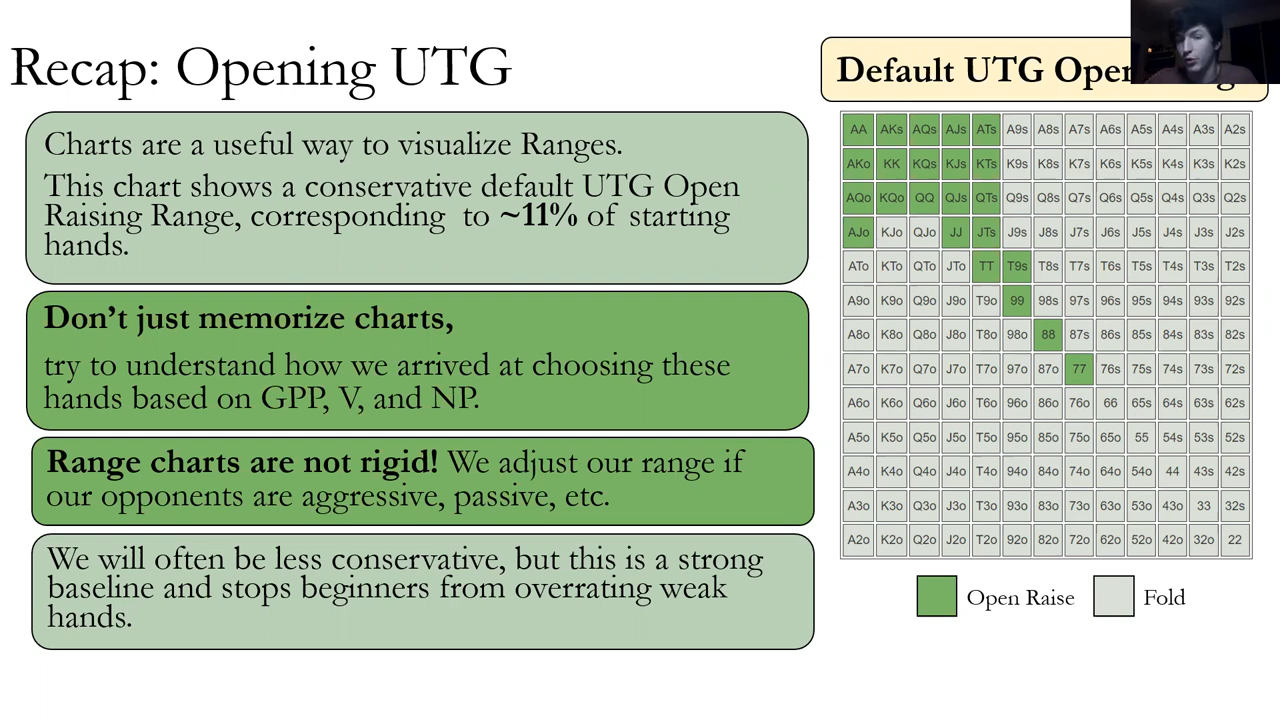 Recap: Opening UTG
Default UTG Open
Charts are a useful way to visualize Ranges.
This chart shows a conservative default UTG Open
Raising Range, corresponding to ~11% of starting
hands.
Don't just memorize charts,
try to understand how we arrived at choosing these
hands based on GPP, V, and NP.
Range charts are not rigid! We adjust our range if
our opponents are aggressive, passive, etc.
We will often be less conservative, but this is a strong
baseline and stops beginners from overrating weak
hands.
AA AKs AQs AJs ATs A9s A8s A7s A6s A5s A4s A3s A2s
AKo KK KQs KJs KTs K9s K8s K7s K6s K5s K4s K3s K2s
AQo KQo QQ QJs QTs Q9s Q8s Q7s Q6s Q5s Q4s Q3s Q2s
AJo KJo QJo JJ JTs J9s J8s J7s J6s J5s J4s J3s J2s
ATo KTo QTo JTo TT T9s T8s T7s T6s T5s T4s T3s T2s
A9o K9o Q9o J9o T9o 99 98s 97s 96s 95s 94s 93s 92s
A8o K8o Q8o J8o T8o 98o 88 87s 86s 85s 84s 83s 82s
A7o K7o Q7o J7o T7o 97o 87o 77 76s 75s 74s 73s 72s
A6o K6o Q6o J6o T6o 96o 86o 76o 66 65s 64s 63s 62s
A5o K5o Q5o J5o T5o 95o 85o 75o 65o 55 54s 53s 52s
A4o K4o Q4o J4o T4o 94o 84o 74o 64o 54o 44 43s 42s
A3o K3o Q3o J3o T3o 93o 83o 73o 63o 53o 43o 33 32s
A2o K2o Q2o J2o T2o 92o 82o 72o 62o 52o 42o 32o 22
Open Raise Fold